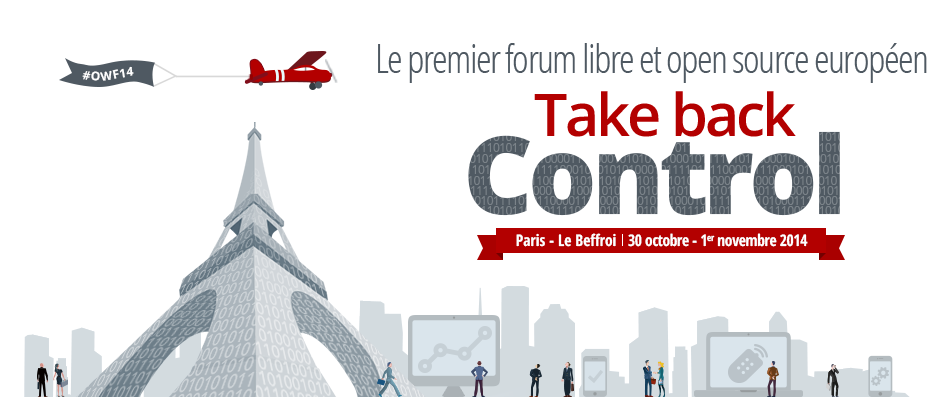 #OWF14
Le premier forum libre et open source européen
Take back
Control
Paris - Le Beffroi | 30 octobre - 1er novembre 2014